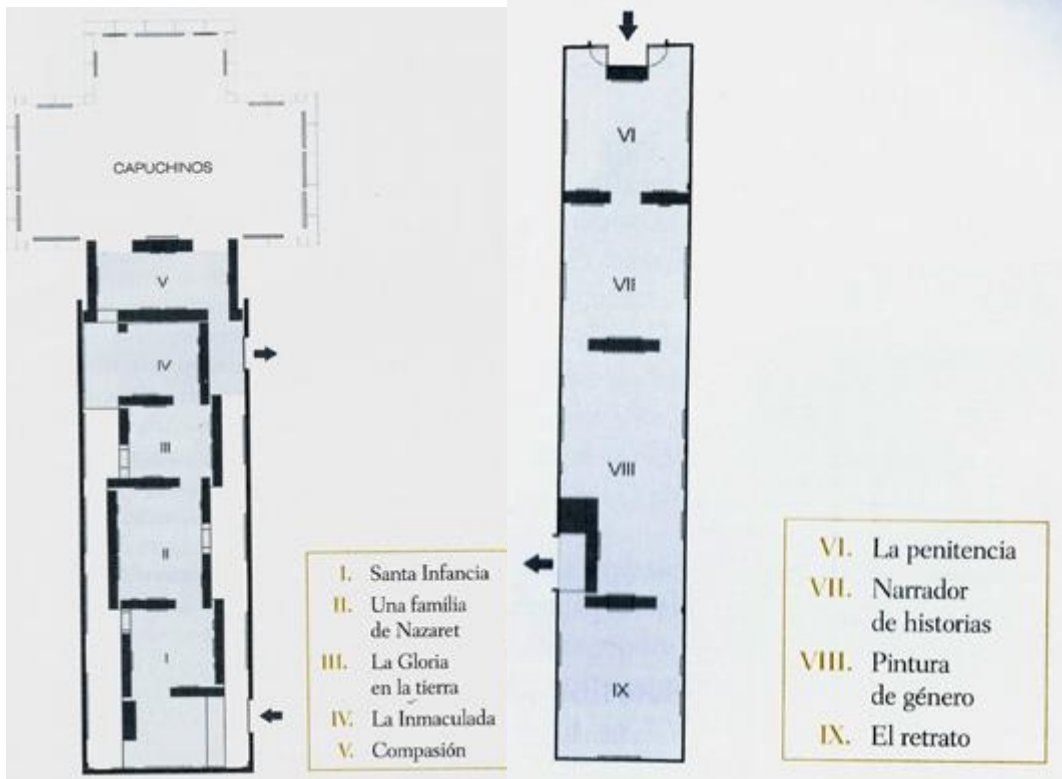 CAPUCHINOS
V
IV
III
II
I
I. Santa Infancia
II. Una familia
de Nazaret
III. La Gloria
en la tierra
IV. La Inmaculada
V. Compasión
VI
VII
VIII
IX
VI. La penitencia
VII. Narrador
de historias
VIII. Pintura
de género
IX. El retrato